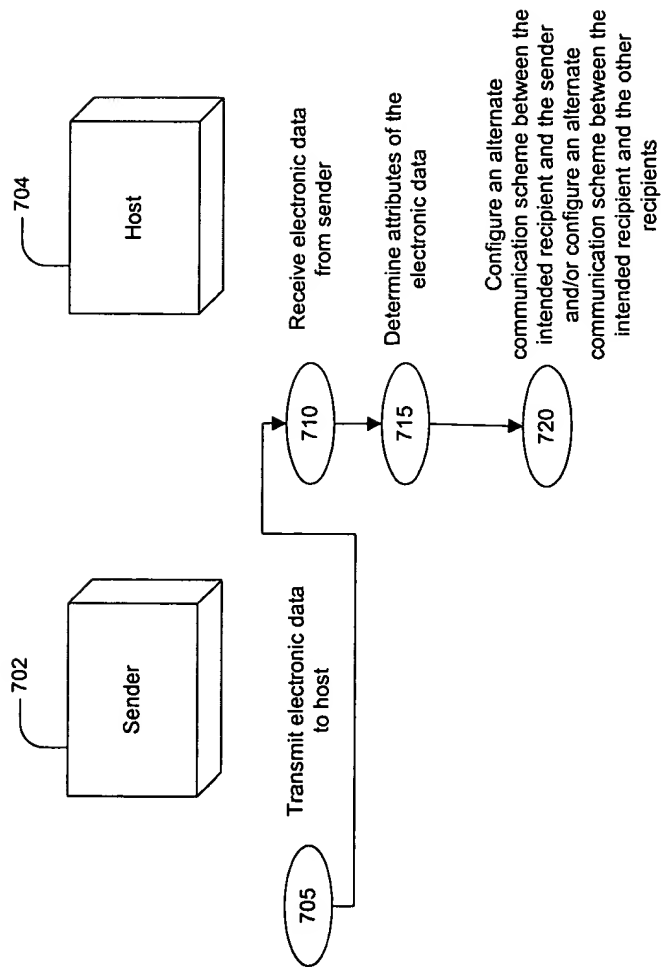 702
Sender
704
Host
705
Transmit electronic data
to host
710
Receive electronic data
from sender
715
Determine attributes of the
electronic data
720
Configure an alternate
communication scheme between the
intended recipient and the sender
and/or configure an alternate
communication scheme between the
intended recipient and the other
recipients